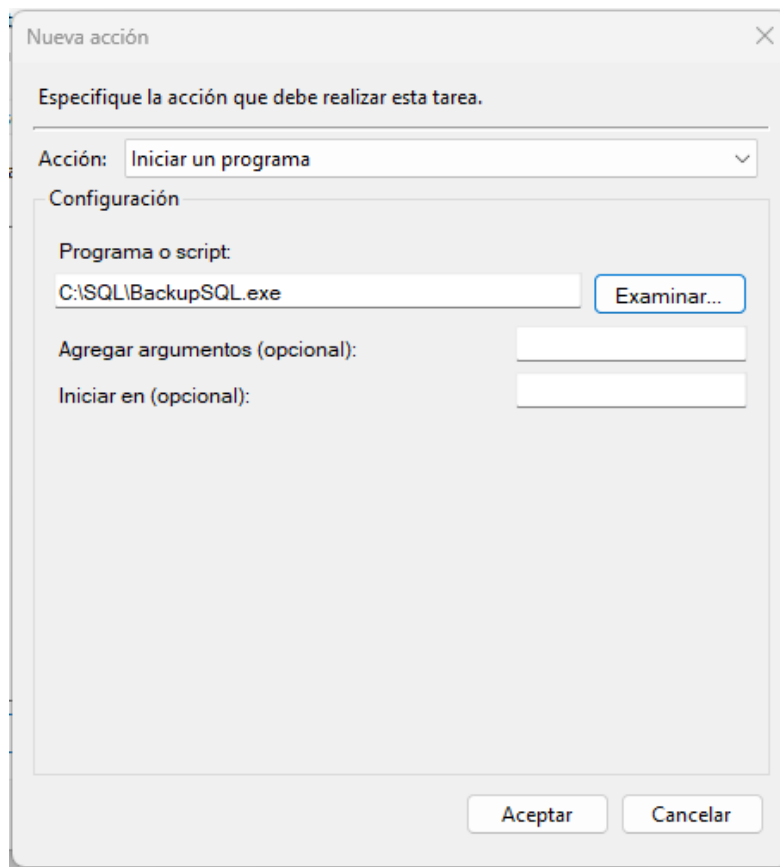 Nueva acción
Especifique la acción que debe realizar esta tarea.
Acción: Iniciar un programa
Configuración
Programa o script:
C:\SQL\BackupSQL.exe Examinar...
Agregar argumentos (opcional):
Iniciar en (opcional):
Aceptar Cancelar